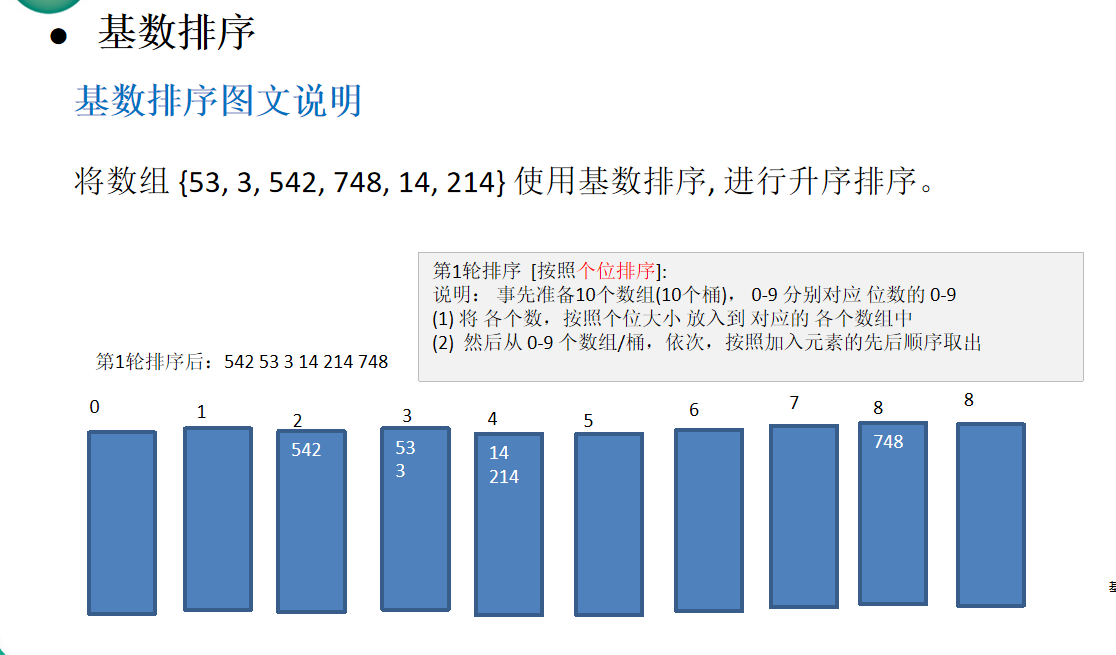 基数排序
基数排序图文说明
将数组 {53, 3, 542, 748, 14, 214} 使用基数排序, 进行升序排序。
第1轮排序 [按照个位排序]:
说明： 事先准备10个数组(10个桶)， 0-9 分别对应 位数的 0-9
(1) 将 各个数，按照个位大小 放入到 对应的 各个数组中
(2) 然后从 0-9 个数组/桶，依次，按照加入元素的先后顺序取出
第1轮排序后：542 53 3 14 214 748
0 1 2 3 4 5 6 7 8 8
542
53
3
14
214
748